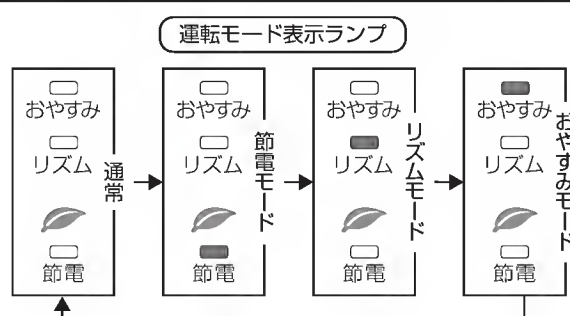 運転モード表示ランプ
おやすみ
リズム
節電
通常
おやすみ
リズム
節電
節電モード
おやすみ
リズム
節電
リズムモード
おやすみ
リズム
節電
おやすみモード